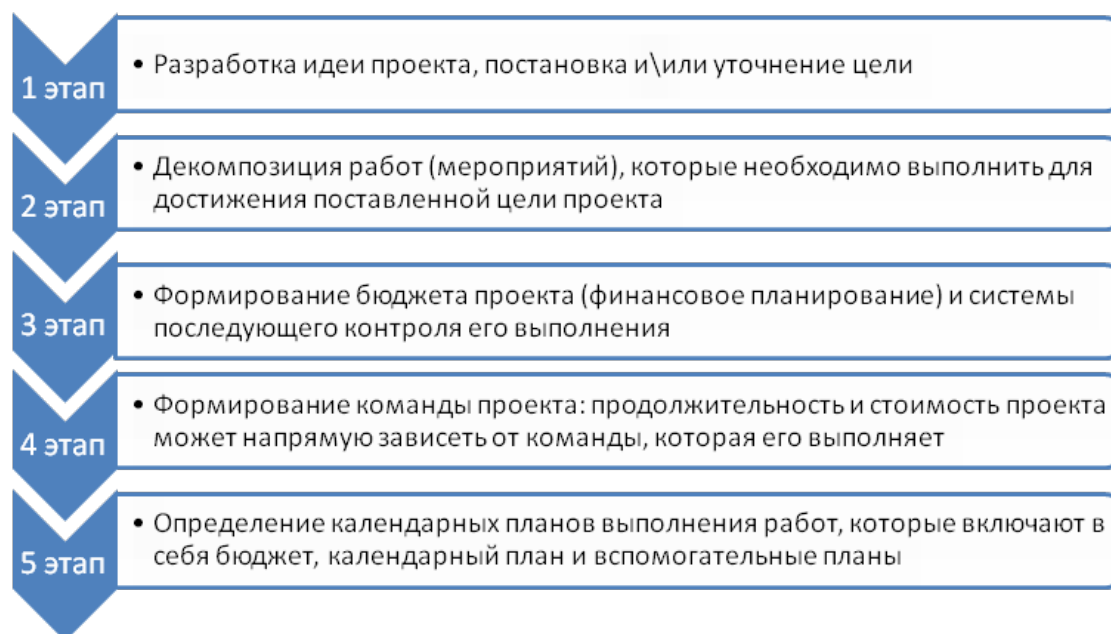 1 этап
• Разработка идеи проекта, постановка и\или уточнение цели
2 этап
• Декомпозиция работ (мероприятий), которые необходимо выполнить для
достижения поставленной цели проекта
3 этап
• Формирование бюджета проекта (финансовое планирование) и системы
последующего контроля его выполнения
4 этап
• Формирование команды проекта: продолжительность и стоимость проекта
может напрямую зависеть от команды, которая его выполняет
5 этап
• Определение календарных планов выполнения работ, которые включают в
себя бюджет, календарный план и вспомогательные планы